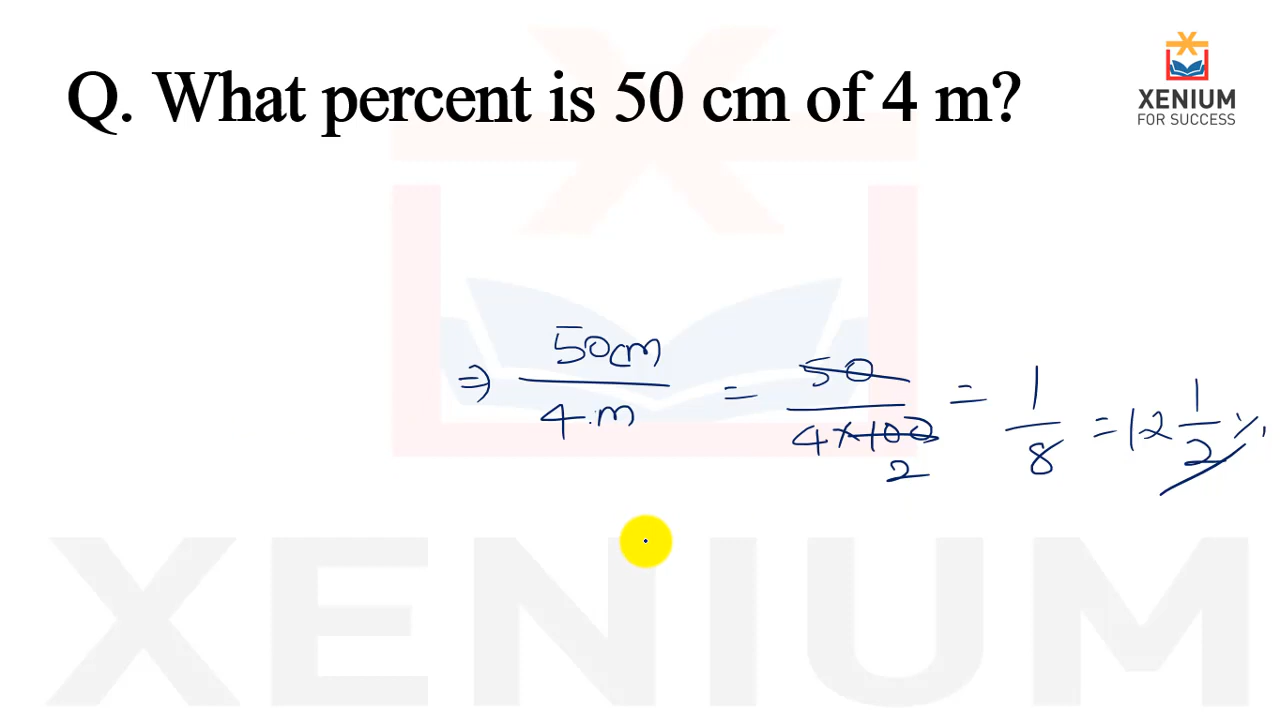 Q. What percent is 50 cm of 4 m?
XENIUM
FOR SUCCESS
⇒ 50cm / 4.m = 50 / 4×100 = 1 / 8 = 12 1/2 %
2
XENIUM